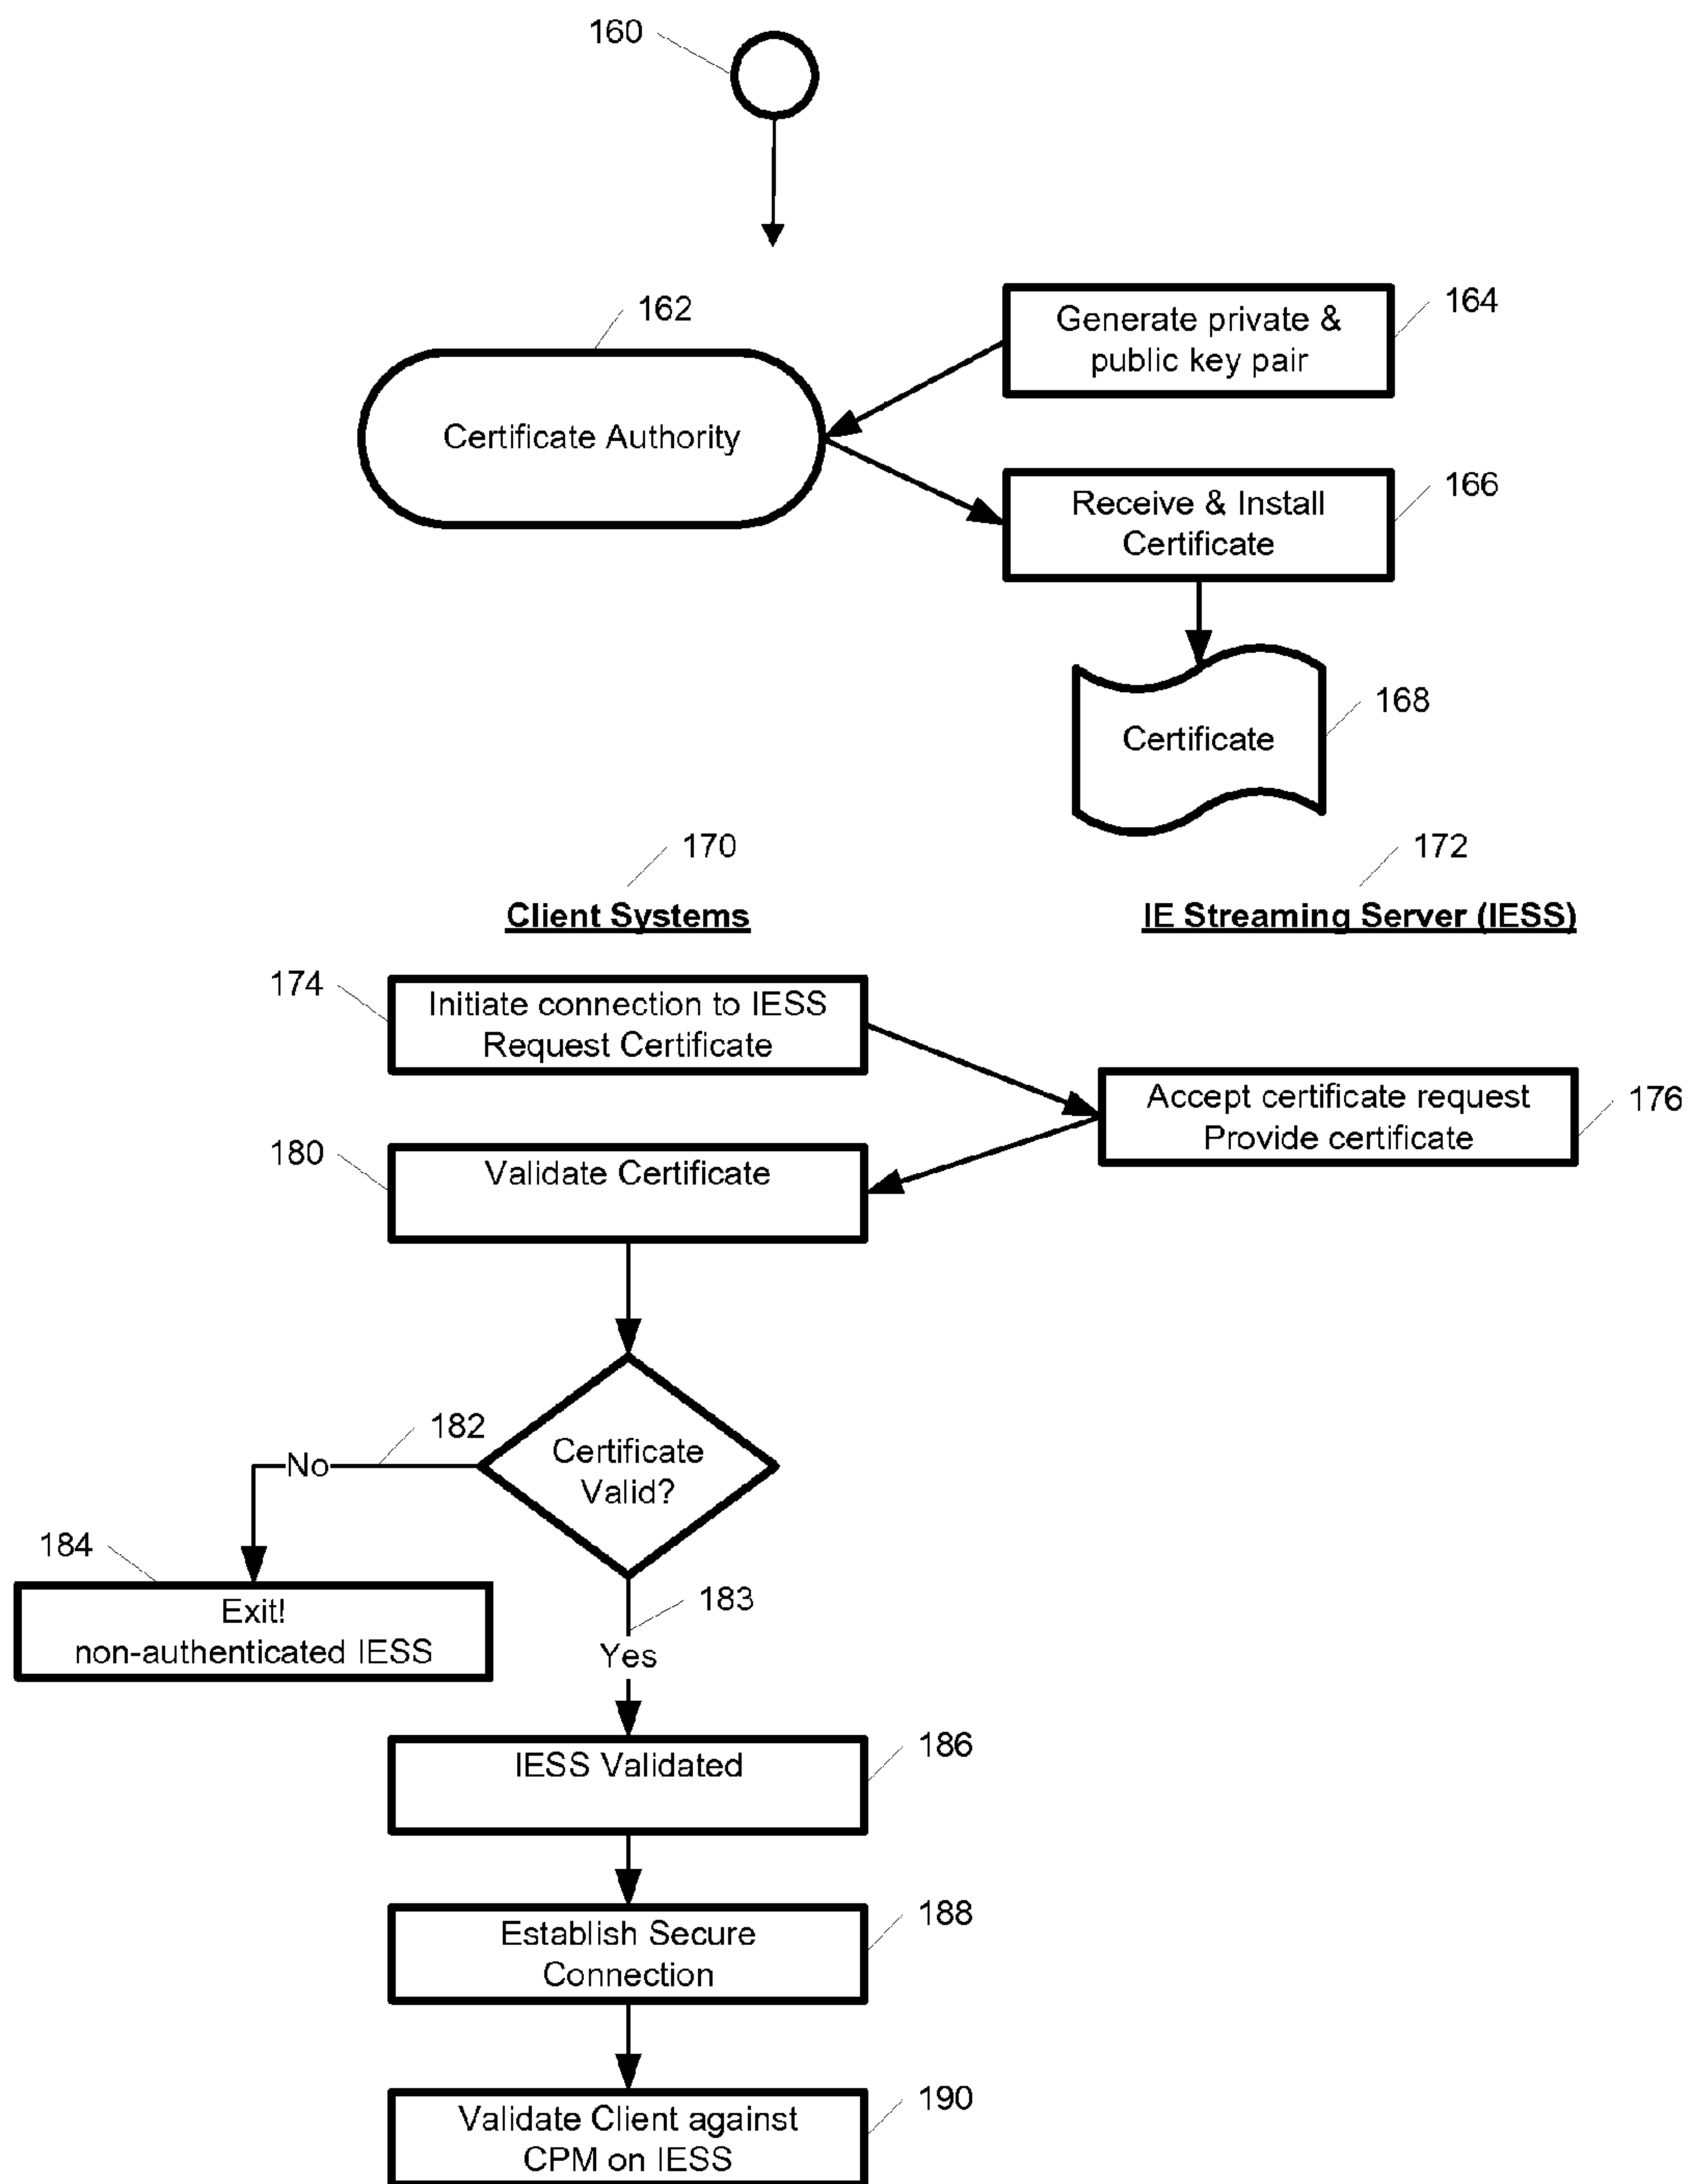 160
162
Generate private &
public key pair
164
Certificate Authority
Receive & Install
Certificate
166
Certificate
168
170
172
Client Systems
IE Streaming Server (IESS)
174
Initiate connection to IESS
Request Certificate
Accept certificate request
Provide certificate
176
180
Validate Certificate
182
No
Certificate
Valid?
184
Exit!
non-authenticated IESS
183
Yes
IESS Validated
186
Establish Secure
Connection
188
Validate Client against
CPM on IESS
190